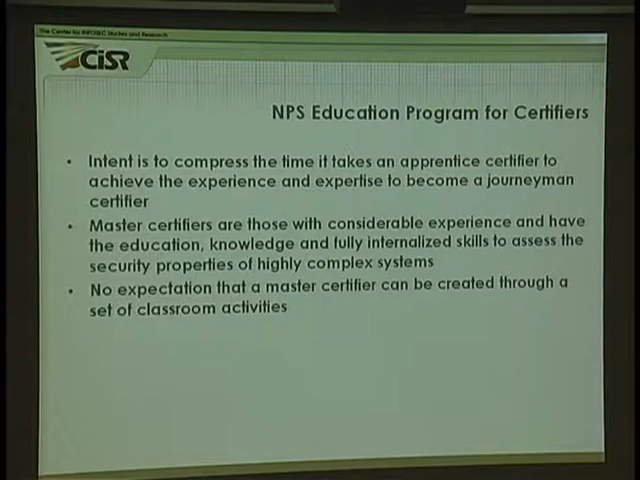 The Center for INFOSEC Studies and Research
CISR
NPS Education Program for Certifiers
• Intent is to compress the time it takes an apprentice certifier to
achieve the experience and expertise to become a journeyman
certifier
• Master certifiers are those with considerable experience and have
the education, knowledge and fully internalized skills to assess the
security properties of highly complex systems
• No expectation that a master certifier can be created through a
set of classroom activities